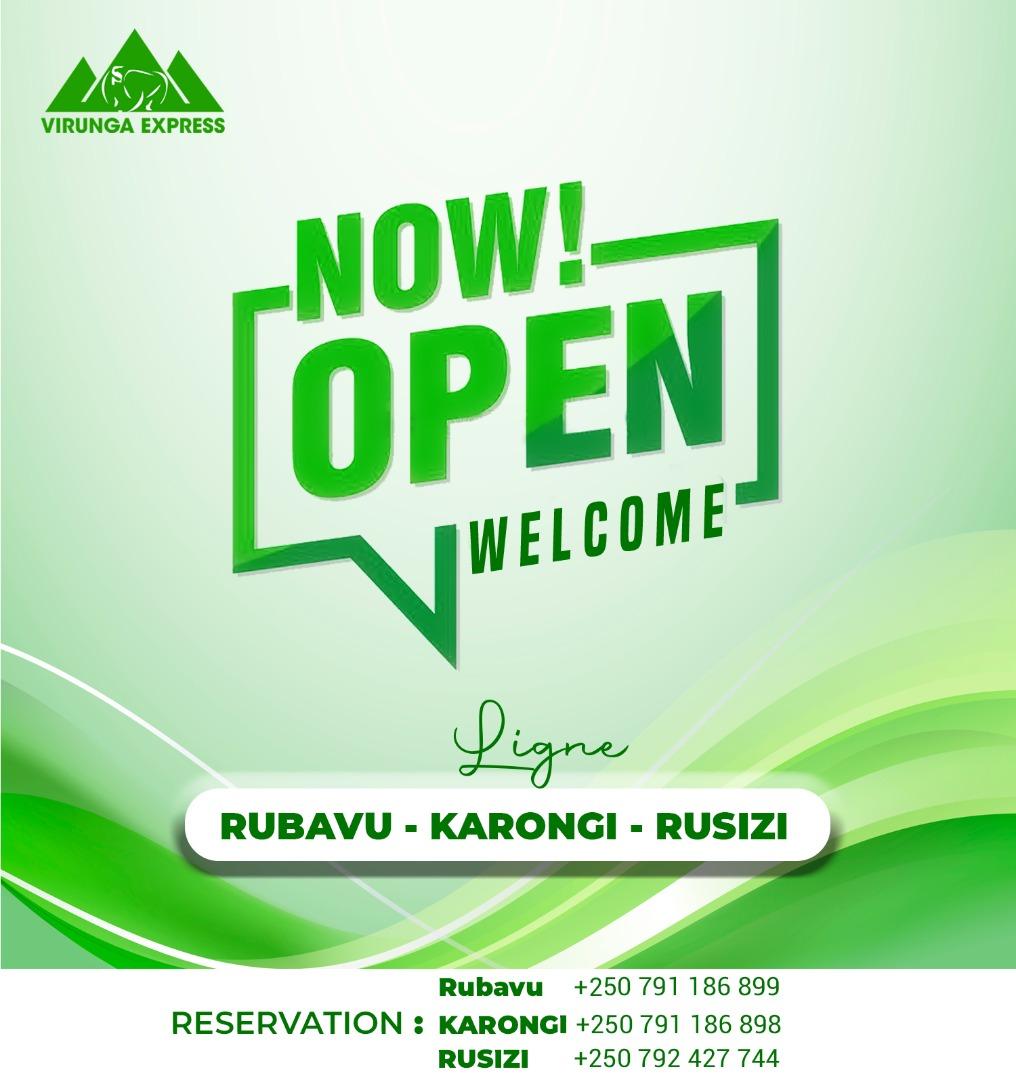 VIRUNGA EXPRESS
NOW!
OPEN
WELCOME
Ligne
RUBAVU - KARONGI - RUSIZI
RESERVATION :
Rubavu +250 791 186 899
KARONGI +250 791 186 898
RUSIZI +250 792 427 744